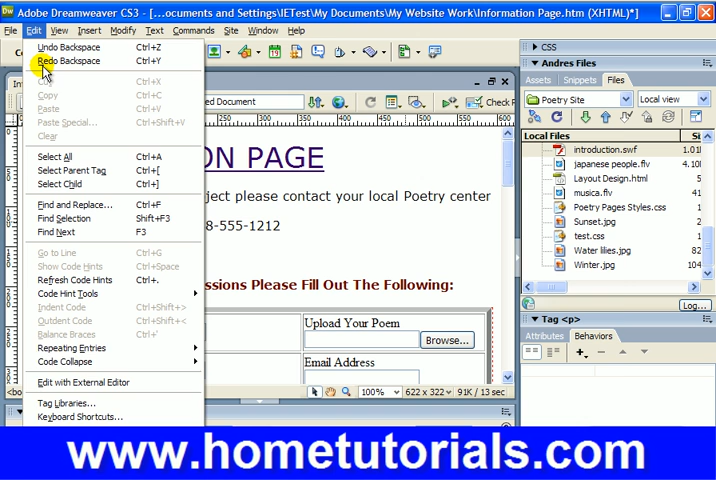 Adobe Dreamweaver CS3 - [...ocuments and Settings\IETest\My Documents\My Website Work\Information Page.htm (XHTML)*]
File Edit View Insert Modify Text Commands Site Window Help
Undo Backspace Ctrl+Z
Redo Backspace Ctrl+Y
Ctrl+X
Copy Ctrl+C
Paste Ctrl+V
Paste Special... Ctrl+Shift+V
Clear
Select All Ctrl+A
Select Parent Tag Ctrl+[
Select Child Ctrl+]
Find and Replace... Ctrl+F
Find Selection Shift+F3
Find Next F3
Go to Line Ctrl+G
Show Code Hints Ctrl+Space
Refresh Code Hints Ctrl+.
Code Hint Tools
Indent Code Ctrl+Shift+>
Outdent Code Ctrl+Shift+<
Balance Braces Ctrl+'
Repeating Entries
Code Collapse
Edit with External Editor
Tag Libraries...
Keyboard Shortcuts...
ed Document
Check P
ON PAGE
ject please contact your local Poetry center
8-555-1212
ssions Please Fill Out The Following:
Upload Your Poem
Browse...
Email Address
100% 622 x 322 91K / 13 sec
CSS
Andres Files
Assets Snippets Files
Poetry Site Local view
Local Files
introduction.swf 1.01
japanese people.flv 4.10
Layout Design.html
musica.flv
Poetry Pages Styles.css
Sunset.jpg
test.css
Water lilies.jpg 82
Winter.jpg 104
Log...
Tag <p>
Attributes Behaviors
www.hometutorials.com